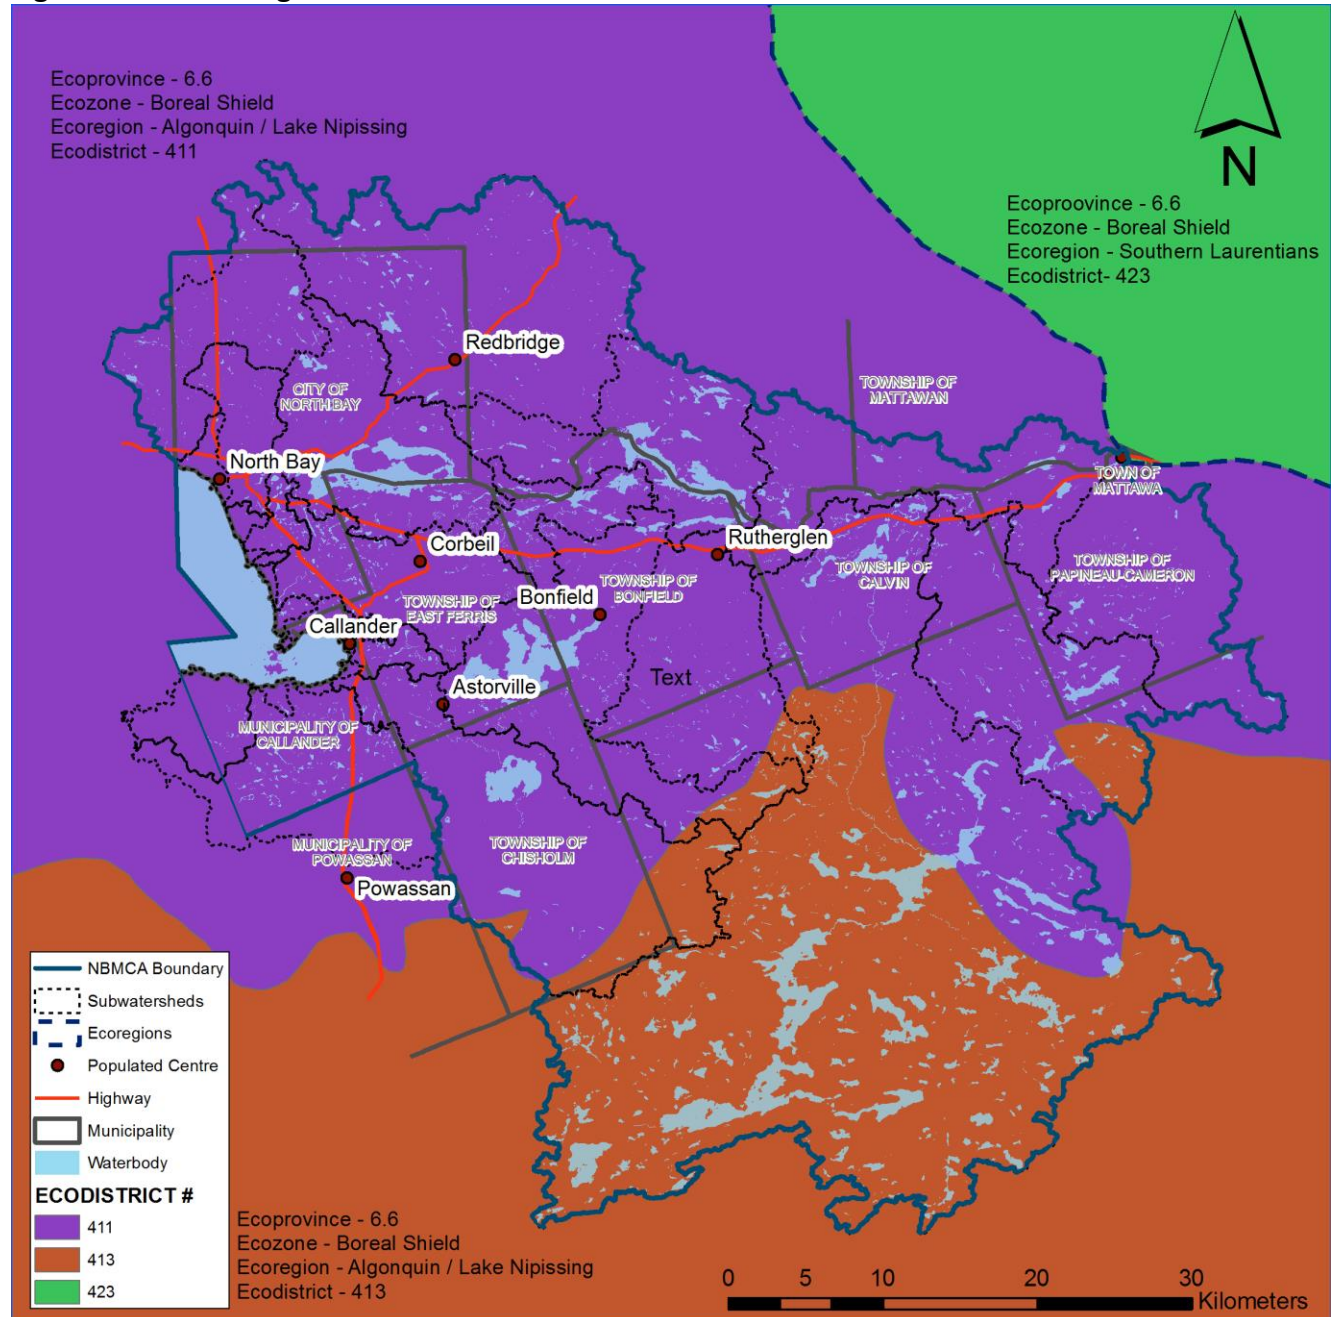 Ecoprovince - 6.6
Ecozone - Boreal Shield
Ecoregion - Algonquin / Lake Nipissing
Ecodistrict - 411
N
Ecoproovince - 6.6
Ecozone - Boreal Shield
Ecoregion - Southern Laurentians
Ecodistrict- 423
Redbridge
CITY OF
NORTH BAY
TOWNSHIP OF
MATTAWAN
North Bay
TOWN OF
MATTAWA
Corbeil
Rutherglen
TOWNSHIP OF
CALVIN
TOWNSHIP OF
PAPINEAU-CAMERON
TOWNSHIP OF
BONFIELD
Bonfield
TOWNSHIP OF
EAST FERRIS
Callander
Text
Astorville
MUNICIPALITY OF
CALLANDER
MUNICIPALITY OF
POWASSAN
TOWNSHIP OF
CHISHOLM
Powassan
NBMCA Boundary
Subwatersheds
Ecoregions
Populated Centre
Highway
Municipality
Waterbody
ECODISTRICT #
411
413
423
Ecoprovince - 6.6
Ecozone - Boreal Shield
Ecoregion - Algonquin / Lake Nipissing
Ecodistrict - 413
0 5 10 20 30
Kilometers